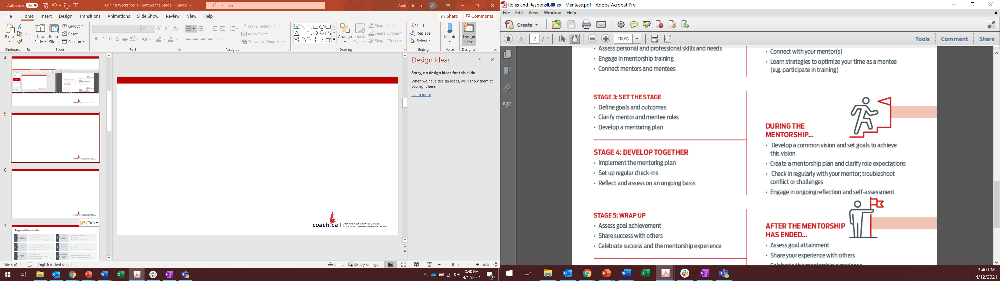 AutoSave On
Training Workshop 1 - Setting the Stage - Saved
Search
Andrea Johnson
AJ
File Home Insert Design Transitions Animations Slide Show Review View Help
Share
Comments
Paste
Clipboard
New
Slide
Reuse
Slides
Layout
Reset
Section
Slides
20
B I U S ab AV Aa A
Font
Text Direction
Align Text
Convert to SmartArt
Paragraph
Arrange
Quick
Styles
Shape Fill
Shape Outline
Shape Effects
Drawing
Find
Replace
Select
Editing
Dictate
Voice
Design
Ideas
Designer
4
5
6
7
(Ctrl)
Stages of Mentorship
coach.ca
Coaching Association of Canada
Association canadienne des entraîneurs
Design Ideas
Sorry, no design ideas for this slide.
When we have design ideas, we'll show them to
you right here.
Learn more
Slide 5 of 18
English (United States)
Notes
Display Settings
68%
3:40 PM
4/12/2021
9
Roles and Responsibilities - Mentees.pdf - Adobe Acrobat Pro
File Edit View Window Help
Create
2 / 2
100%
Tools
Comment
Share
• Assess personal and professional skills and needs
• Engage in mentorship training
• Connect mentors and mentees
STAGE 3: SET THE STAGE
• Define goals and outcomes
• Clarify mentor and mentee roles
• Develop a mentoring plan
STAGE 4: DEVELOP TOGETHER
• Implement the mentoring plan
• Set up regular check-ins
• Reflect and assess on an ongoing basis
STAGE 5: WRAP UP
• Assess goal achievement
• Share success with others
• Celebrate success and the mentorship experience
• Connect with your mentor(s)
• Learn strategies to optimize your time as a mentee
(e.g. participate in training)
DURING THE
MENTORSHIP...
• Develop a common vision and set goals to achieve
this vision
• Create a mentorship plan and clarify role expectations
• Check in regularly with your mentor; troubleshoot
conflict or challenges
• Engage in ongoing reflection and self-assessment
AFTER THE MENTORSHIP
HAS ENDED...
• Assess goal attainment
• Share your experience with others
• Celebrate the mentorship experience
3:40 PM
4/12/2021